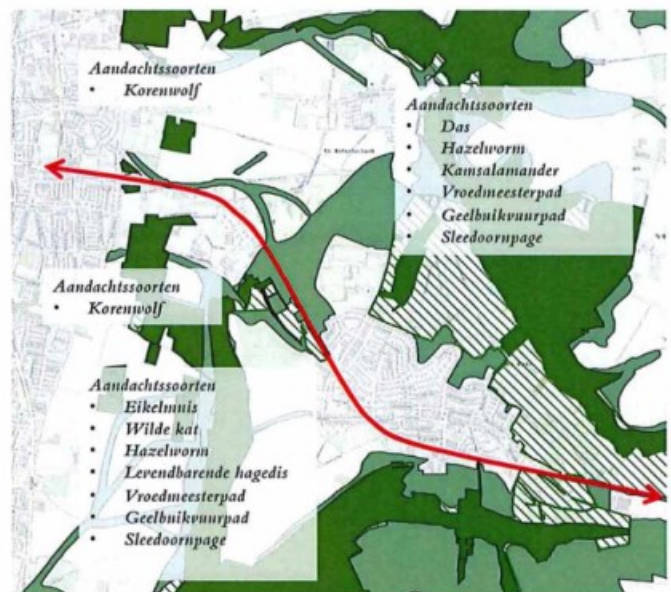 Aandachtssoorten
• Korenwolf
Aandachtssoorten
• Das
• Hazelworm
• Kamsalamander
• Vroedmeesterpad
• Geelbuikvuurpad
• Sleedoornpage
Aandachtssoorten
• Korenwolf
Aandachtssoorten
• Eikelmuis
• Wilde kat
• Hazelworm
• Levendbarende hagedis
• Vroedmeesterpad
• Geelbuikvuurpad
• Sleedoornpage